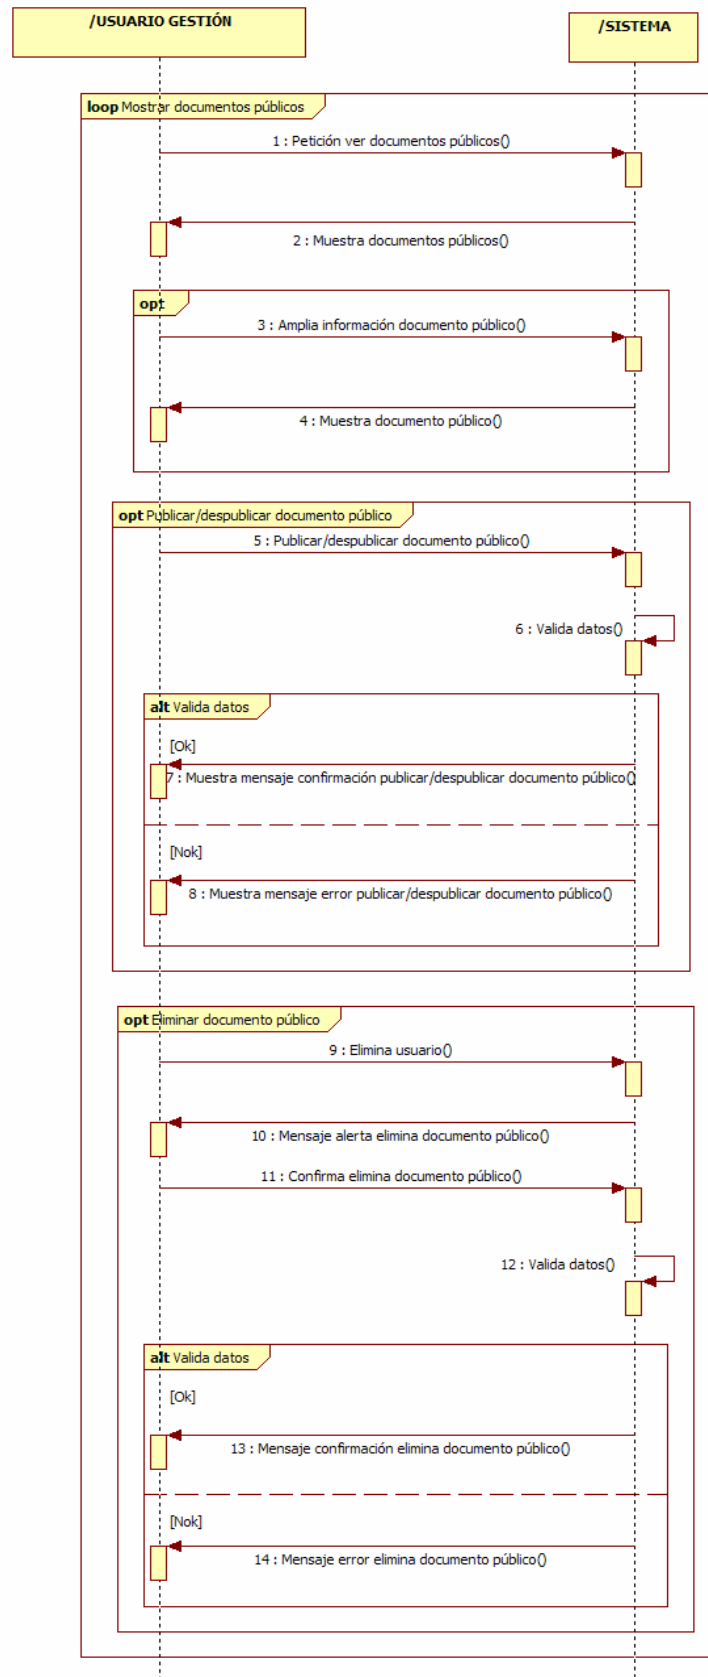 /USUARIO GESTIÓN
/SISTEMA
loop Mostrar documentos públicos
1 : Petición ver documentos públicos()
2 : Muestra documentos públicos()
opt
3 : Amplia información documento público()
4 : Muestra documento público()
opt Publicar/despublicar documento público
5 : Publicar/despublicar documento público()
6 : Valida datos()
alt Valida datos
[Ok]
7 : Muestra mensaje confirmación publicar/despublicar documento público()
[Nok]
8 : Muestra mensaje error publicar/despublicar documento público()
opt Eliminar documento público
9 : Elimina usuario()
10 : Mensaje alerta elimina documento público()
11 : Confirma elimina documento público()
12 : Valida datos()
alt Valida datos
[Ok]
13 : Mensaje confirmación elimina documento público()
[Nok]
14 : Mensaje error elimina documento público()